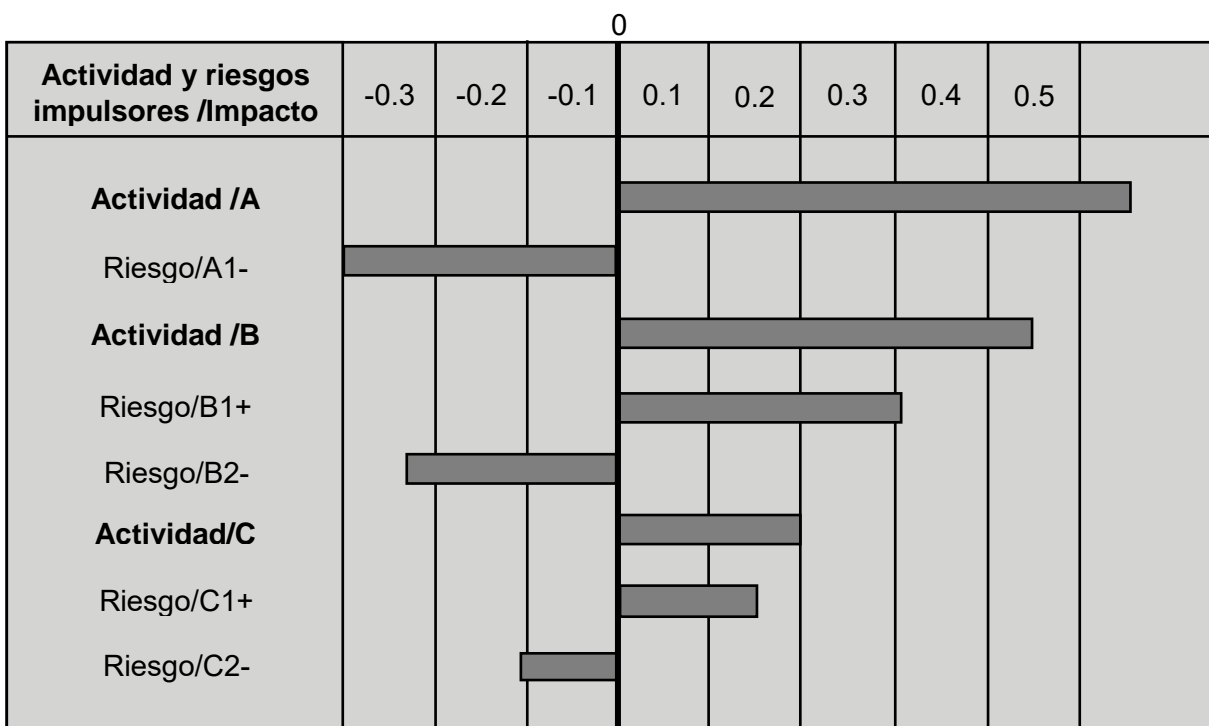 0
Actividad y riesgos
impulsores /Impacto
-0.3 -0.2 -0.1 0.1 0.2 0.3 0.4 0.5
Actividad /A
Riesgo/A1-
Actividad /B
Riesgo/B1+
Riesgo/B2-
Actividad/C
Riesgo/C1+
Riesgo/C2-